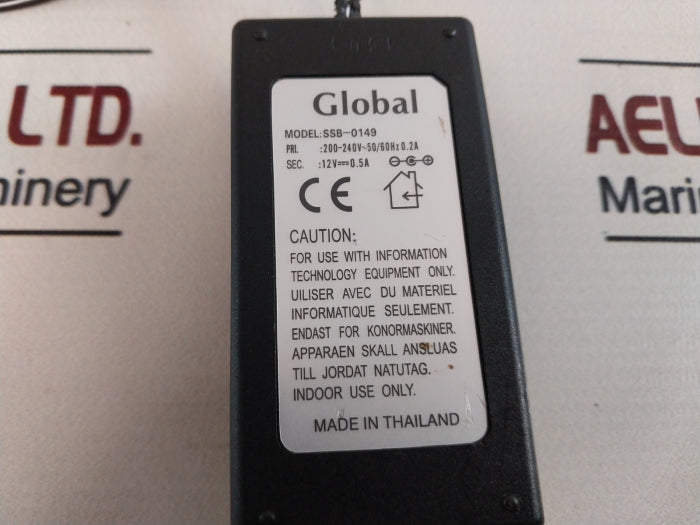 LTD.
hinery
AEL
Mari
Global
MODEL:SSB-0149
PRI. :200-240V~50/60Hz 0.2A
SEC. :12V⎓0.5A
CE
CAUTION:
FOR USE WITH INFORMATION
TECHNOLOGY EQUIPMENT ONLY.
UILISER AVEC DU MATERIEL
INFORMATIQUE SEULEMENT.
ENDAST FOR KONORMASKINER.
APPARAEN SKALL ANSLUAS
TILL JORDAT NATUTAG.
INDOOR USE ONLY.
MADE IN THAILAND